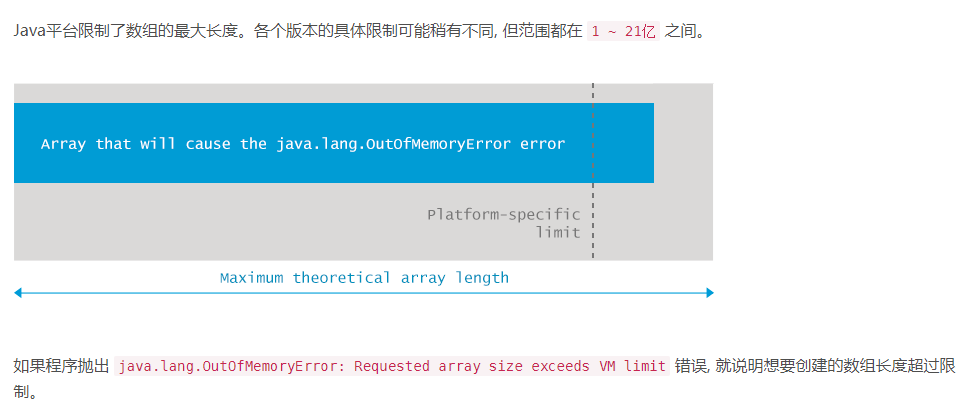 Java平台限制了数组的最大长度。各个版本的具体限制可能稍有不同, 但范围都在 1 ~ 21亿 之间。
Array that will cause the java.lang.OutOfMemoryError error
Platform-specific
limit
Maximum theoretical array length
如果程序抛出 java.lang.OutOfMemoryError: Requested array size exceeds VM limit 错误, 就说明想要创建的数组长度超过限
制。